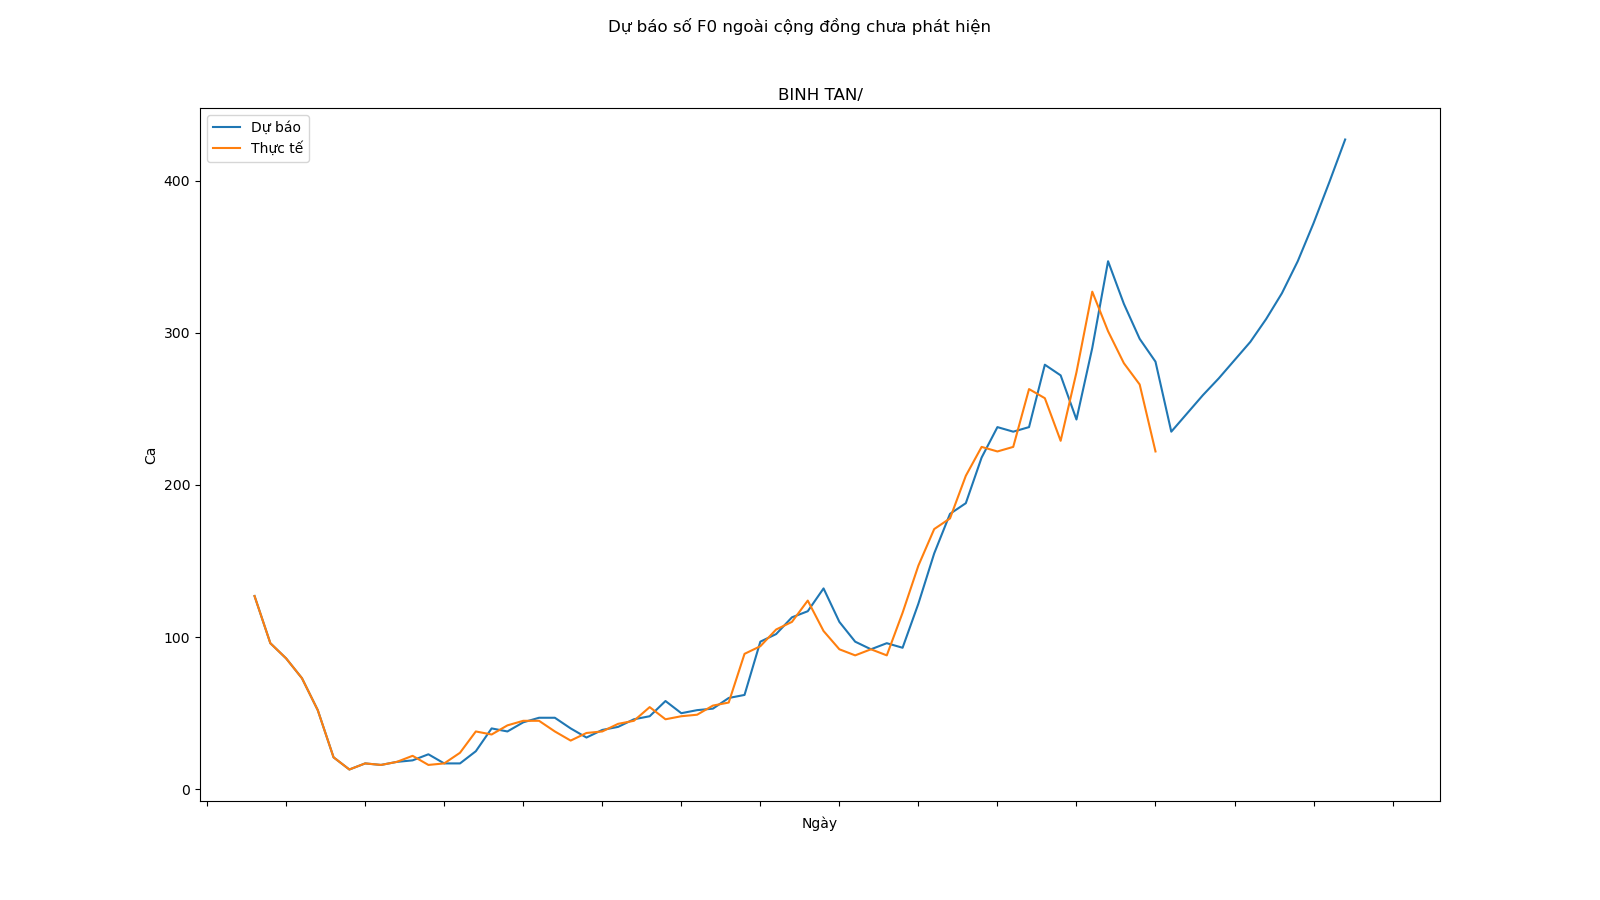 Dự báo số F0 ngoài cộng đồng chưa phát hiện
BINH TAN/
Dự báo
Thực tế
400
300
200
100
0
Ca
Ngày